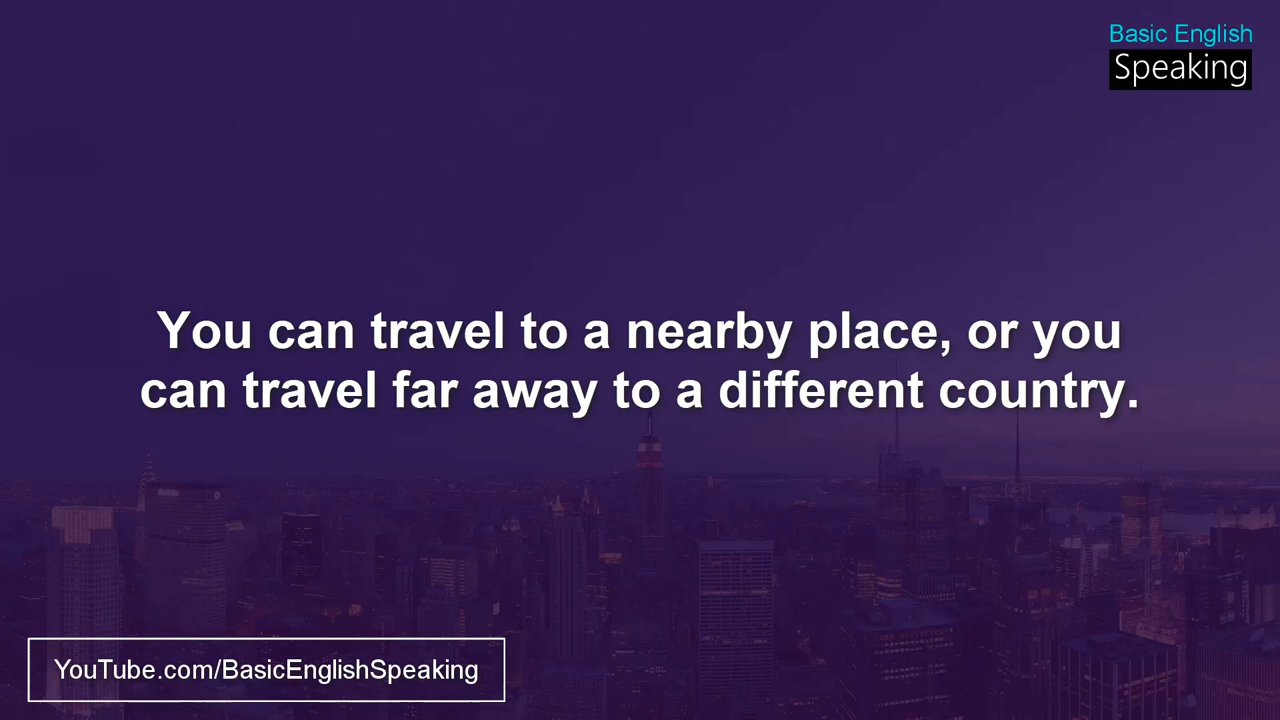 Basic English
Speaking
You can travel to a nearby place, or you
can travel far away to a different country.
YouTube.com/BasicEnglishSpeaking